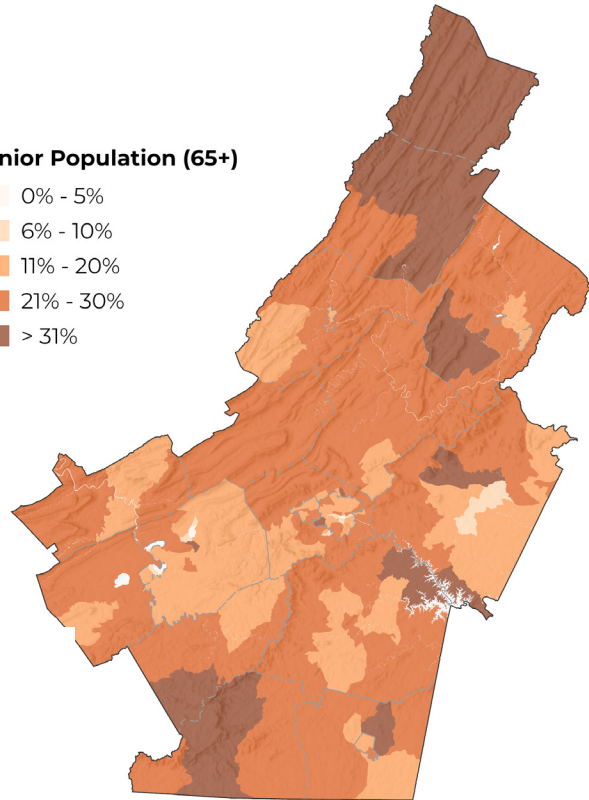 nior Population (65+)
0% - 5%
6% - 10%
11% - 20%
21% - 30%
> 31%